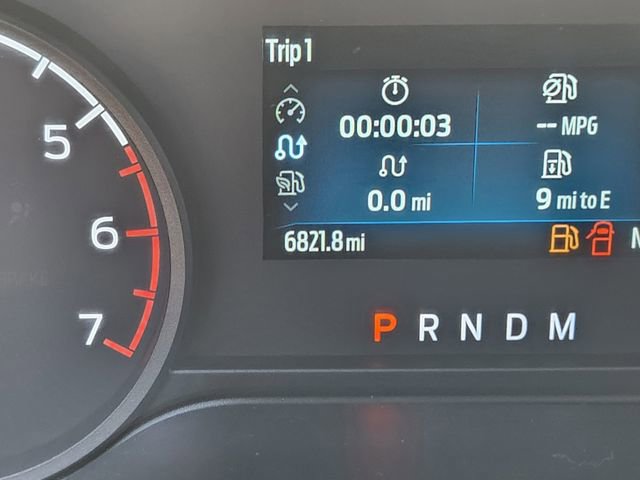 Trip 1
00:00:03
-- MPG
0.0 mi
9 mi to E
6821.8 mi
5
6
7
P R N D M